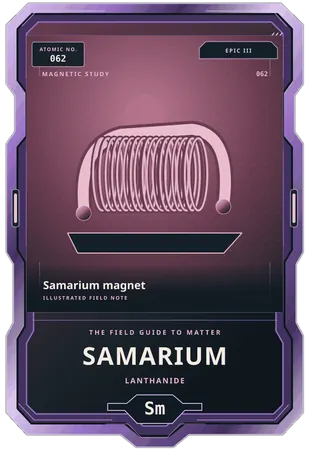 ATOMIC NO.
062
EPIC III
MAGNETIC STUDY
062
Samarium magnet
ILLUSTRATED FIELD NOTE
THE FIELD GUIDE TO MATTER
SAMARIUM
LANTHANIDE
Sm